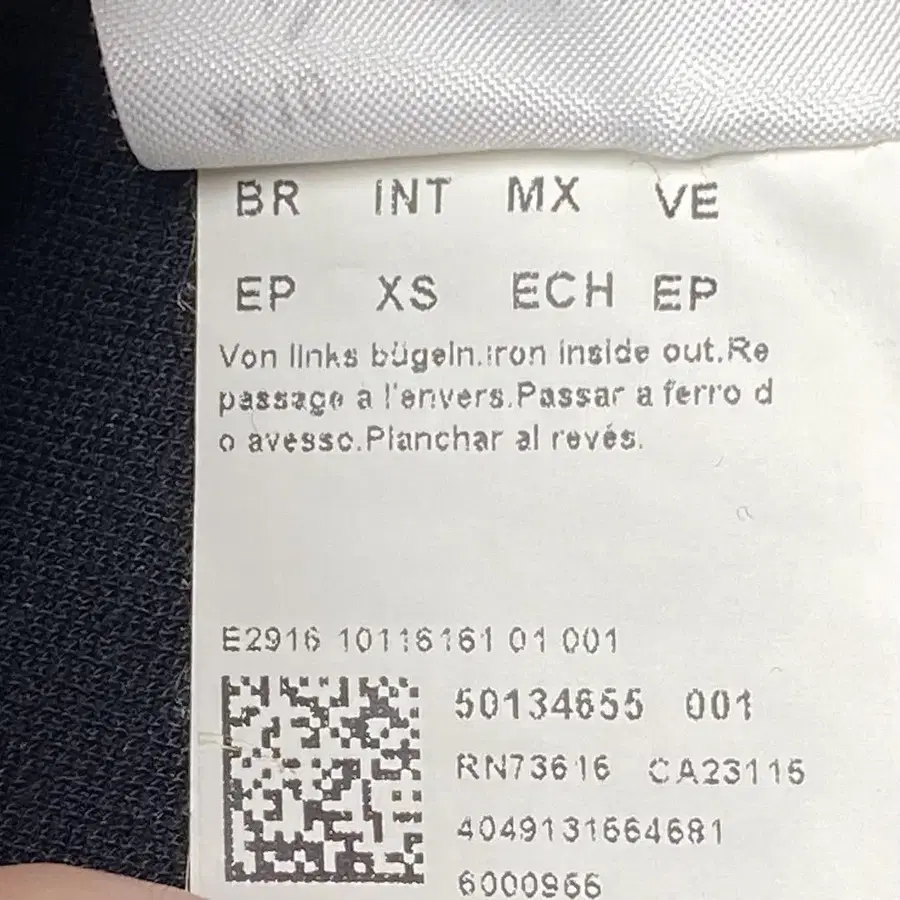 BR INT MX VE
EP XS ECH EP
Von links bügeln.iron inside out.Re
passage a l'envers.Passar a ferro d
o avesso.Planchar al revés.
E2916 10116161 01 001
50134655 001
RN73616 CA23115
4049131664681
6000966